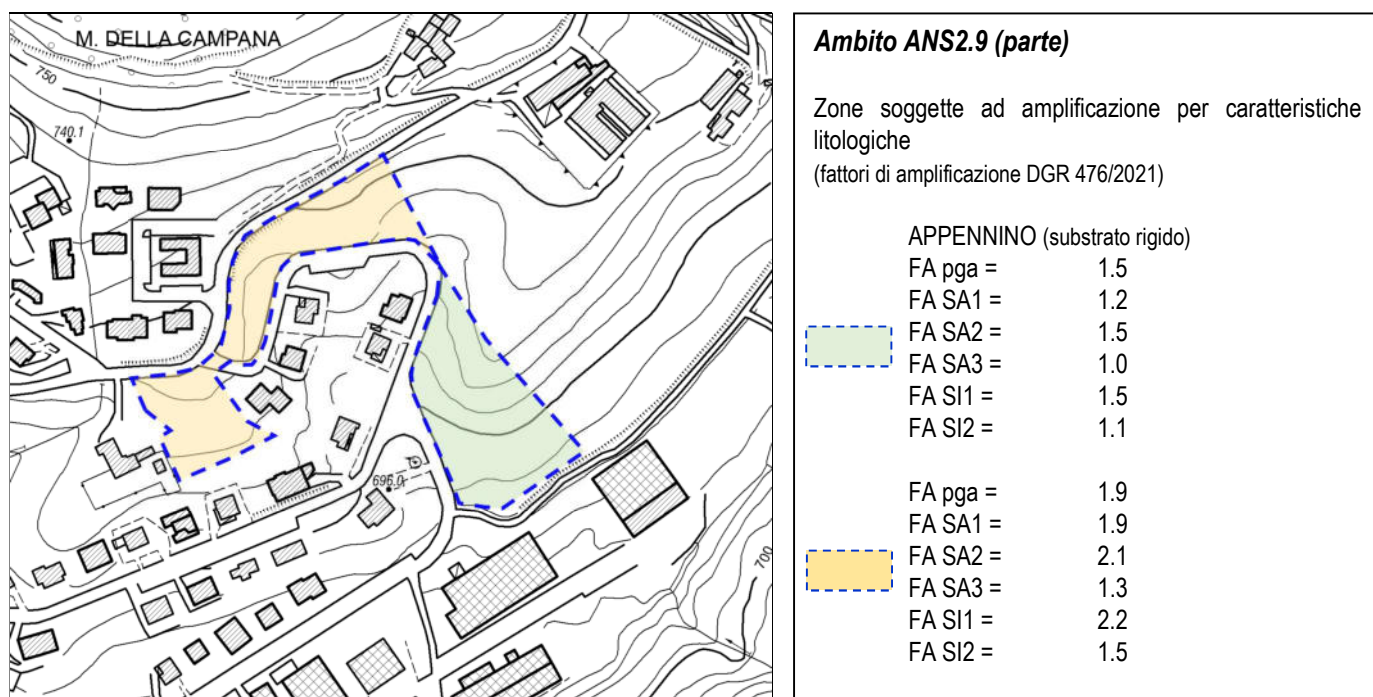 M. DELLA CAMPANA
750
740.1
696.0
700
Ambito ANS2.9 (parte)
Zone soggette ad amplificazione per caratteristiche
litologiche
(fattori di amplificazione DGR 476/2021)
APPENNINO (substrato rigido)
FA pga = 1.5
FA SA1 = 1.2
FA SA2 = 1.5
FA SA3 = 1.0
FA SI1 = 1.5
FA SI2 = 1.1
FA pga = 1.9
FA SA1 = 1.9
FA SA2 = 2.1
FA SA3 = 1.3
FA SI1 = 2.2
FA SI2 = 1.5